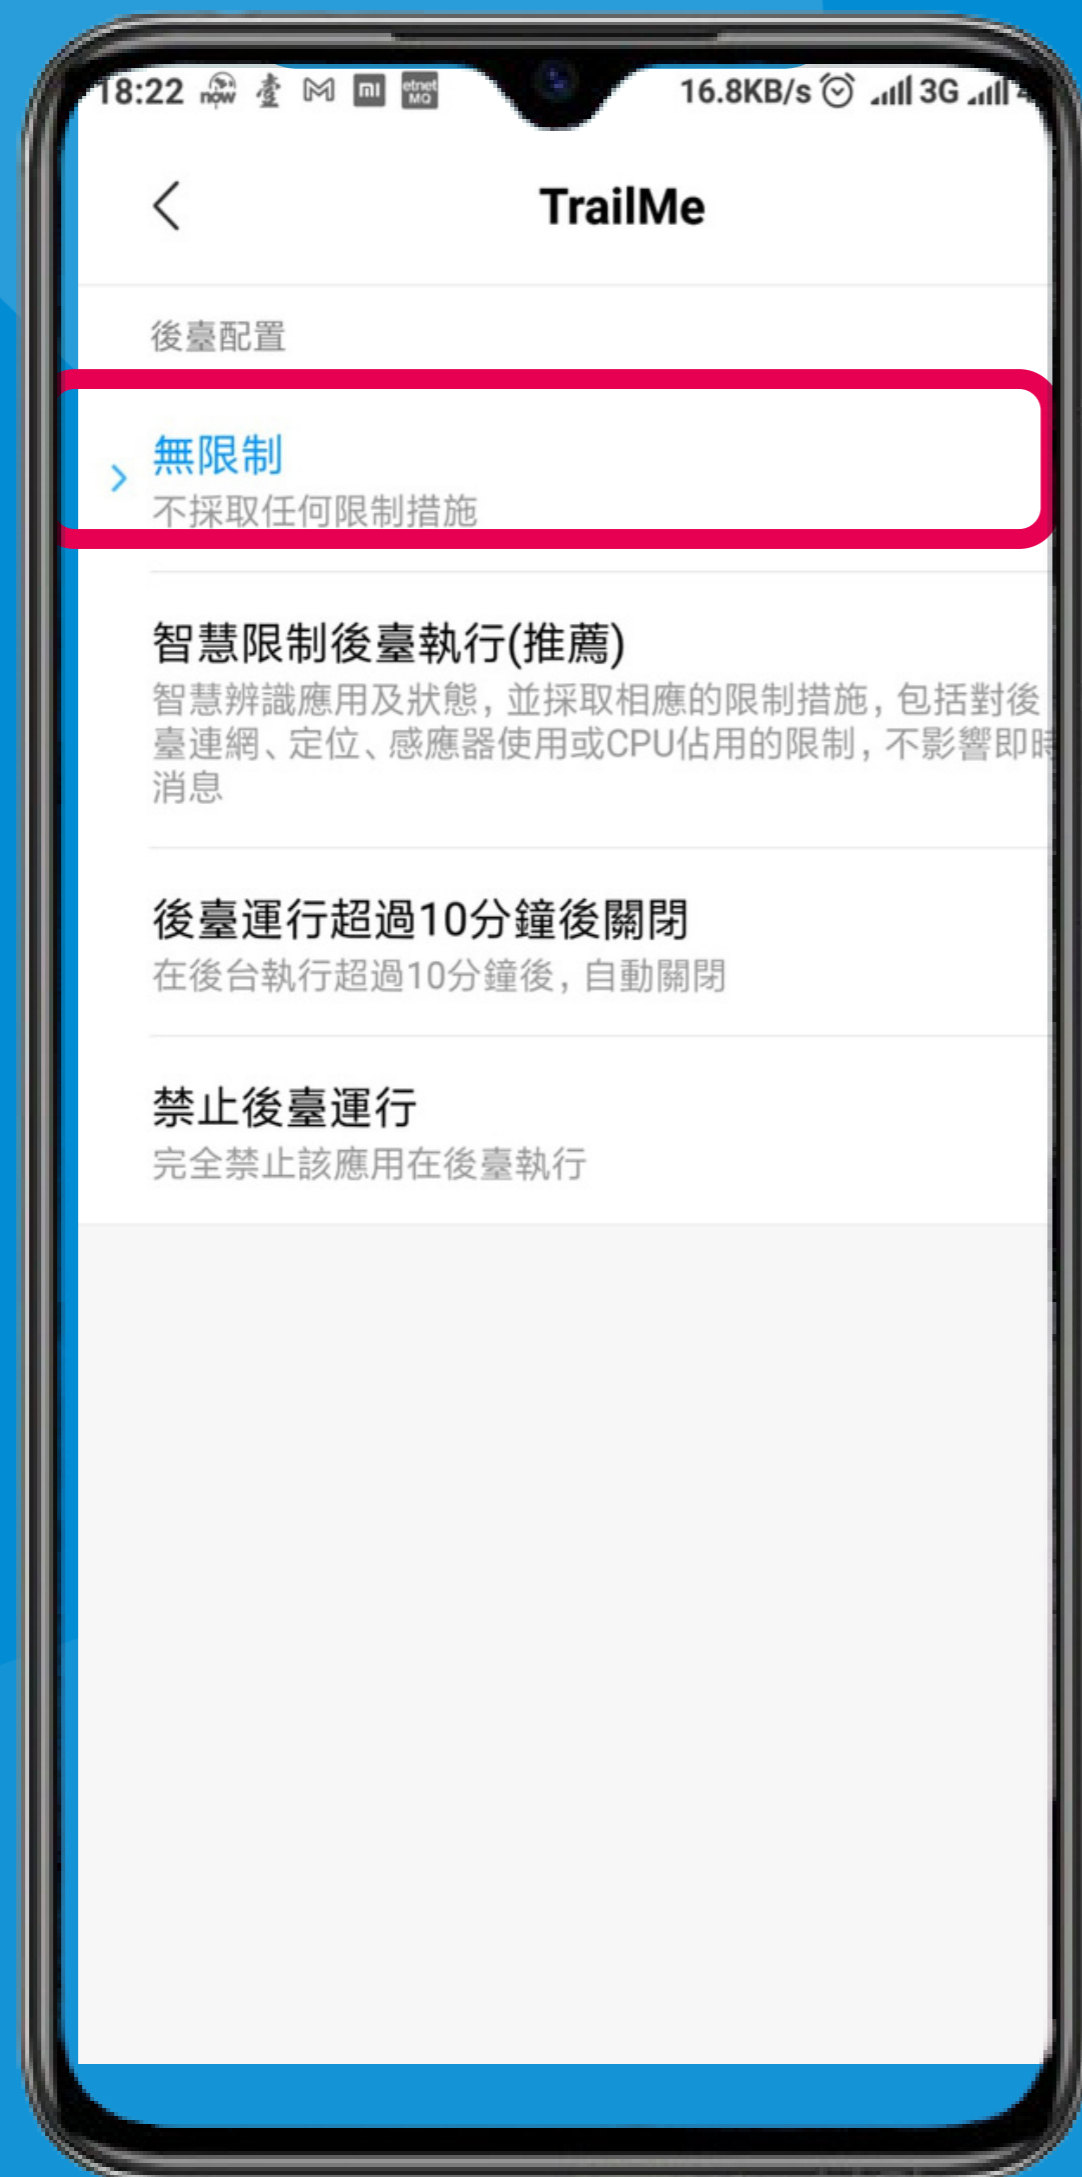 18:22 now 壹 M mi etnet MQ 16.8KB/s 3G
TrailMe
後臺配置
無限制
不採取任何限制措施
智慧限制後臺執行(推薦)
智慧辨識應用及狀態, 並採取相應的限制措施, 包括對後
臺連網、定位、感應器使用或CPU佔用的限制, 不影響即時
消息
後臺運行超過10分鐘後關閉
在後台執行超過10分鐘後, 自動關閉
禁止後臺運行
完全禁止該應用在後臺執行